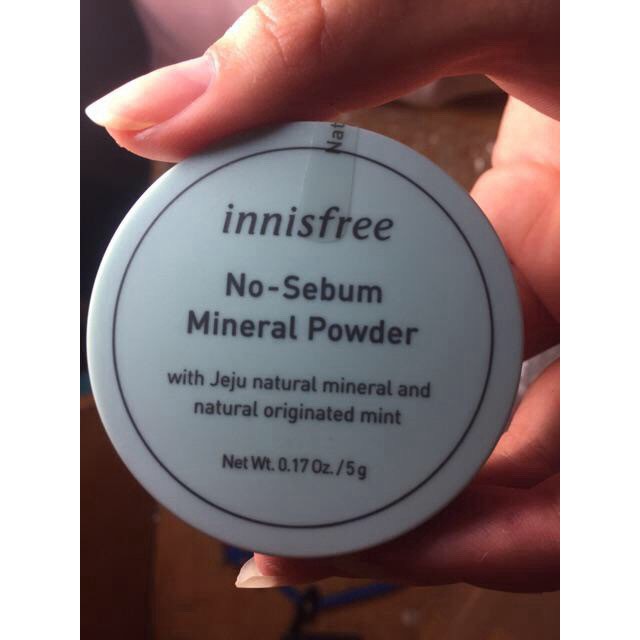 Nat
innisfree
No-Sebum
Mineral Powder
with Jeju natural mineral and
natural originated mint
Net Wt. 0.17 Oz. / 5 g